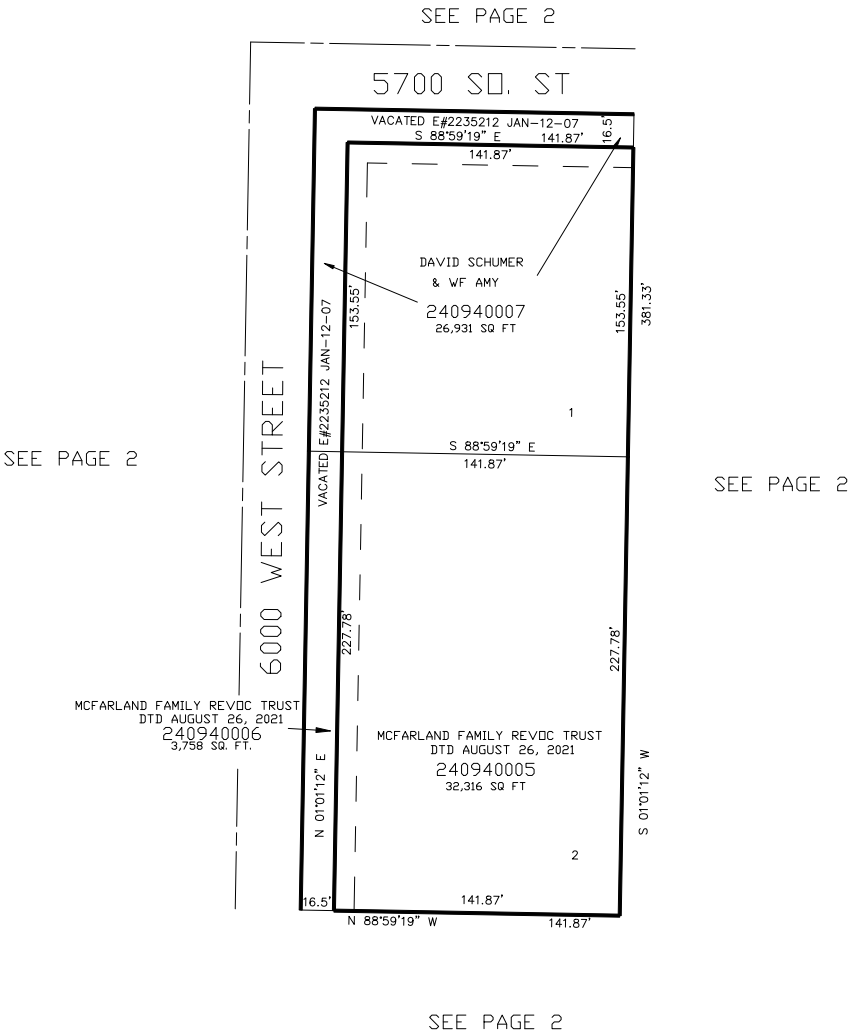 SEE PAGE 2
5700 SO. ST
VACATED E#2235212 JAN-12-07
S 88°59'19" E 141.87'
16.5'
141.87'
DAVID SCHUMER
& WF AMY
240940007
26,931 SQ FT
153.55'
153.55'
381.33'
VACATED E#2235212 JAN-12-07
1
S 88°59'19" E
141.87'
6000 WEST STREET
SEE PAGE 2
SEE PAGE 2
227.78'
227.78'
MCFARLAND FAMILY REVOC TRUST
DTD AUGUST 26, 2021
240940006
3,758 SQ. FT.
MCFARLAND FAMILY REVOC TRUST
DTD AUGUST 26, 2021
240940005
32,316 SQ FT
N 01°01'12" E
S 01°01'12" W
2
16.5'
141.87'
N 88°59'19" W
141.87'
SEE PAGE 2